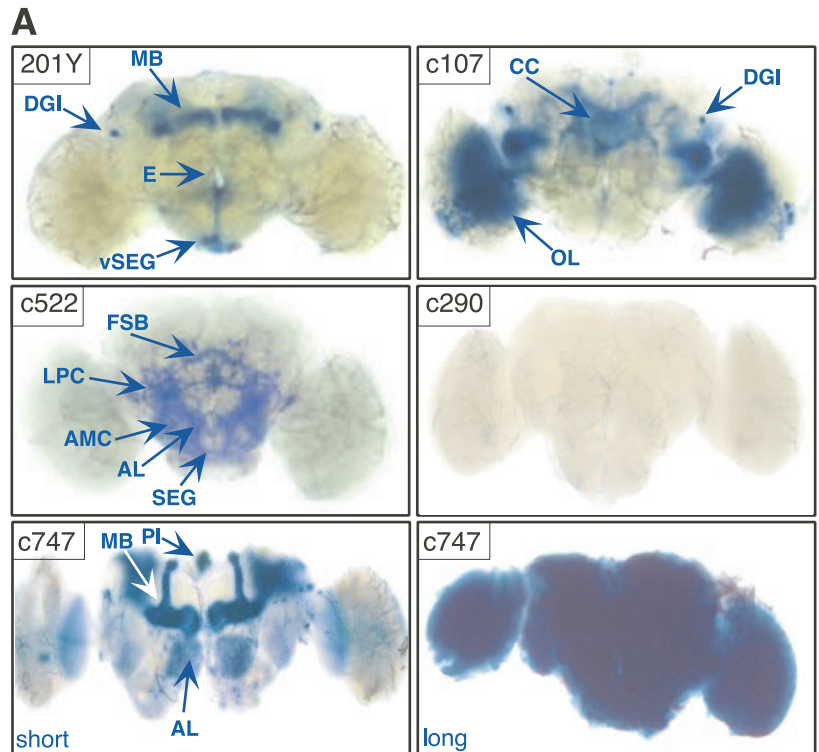 A
201Y
MB
DGI
E
vSEG
c107
CC
DGI
OL
c522
FSB
LPC
AMC
AL
SEG
c290
c747
MB PI
AL
short
c747
long